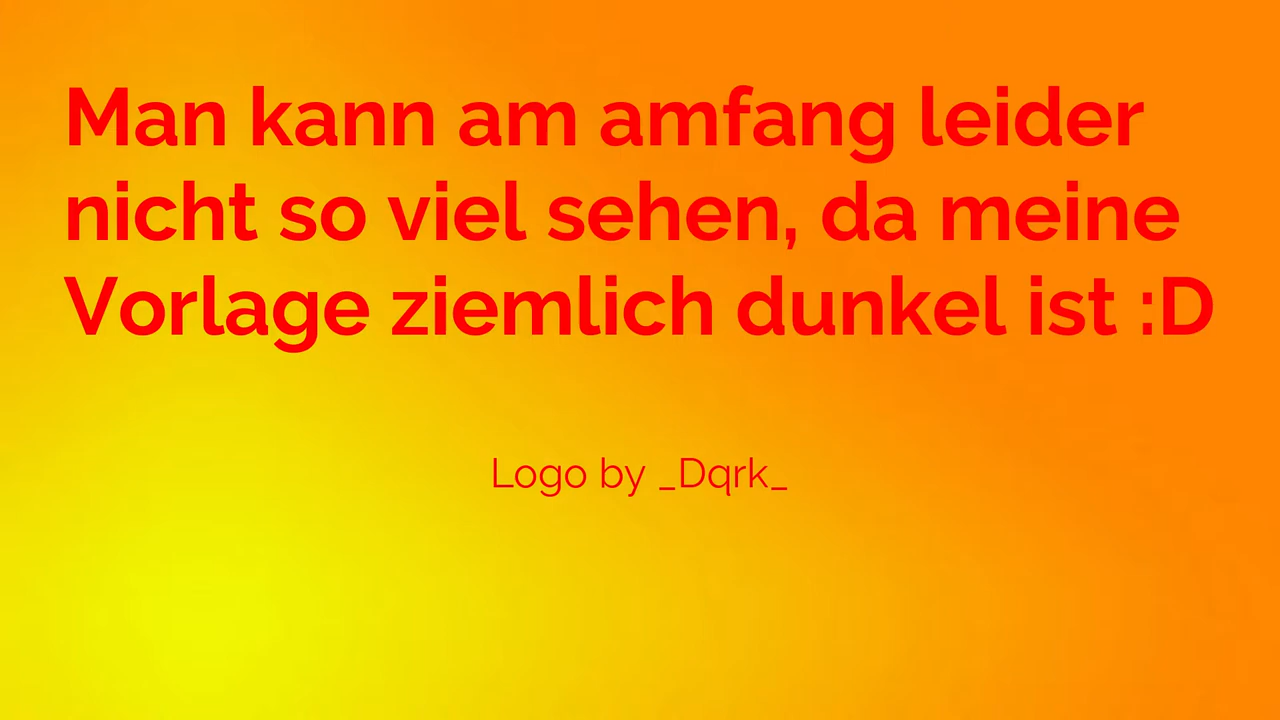 Man kann am amfang leider
nicht so viel sehen, da meine
Vorlage ziemlich dunkel ist :D
Logo by _Dqrk_